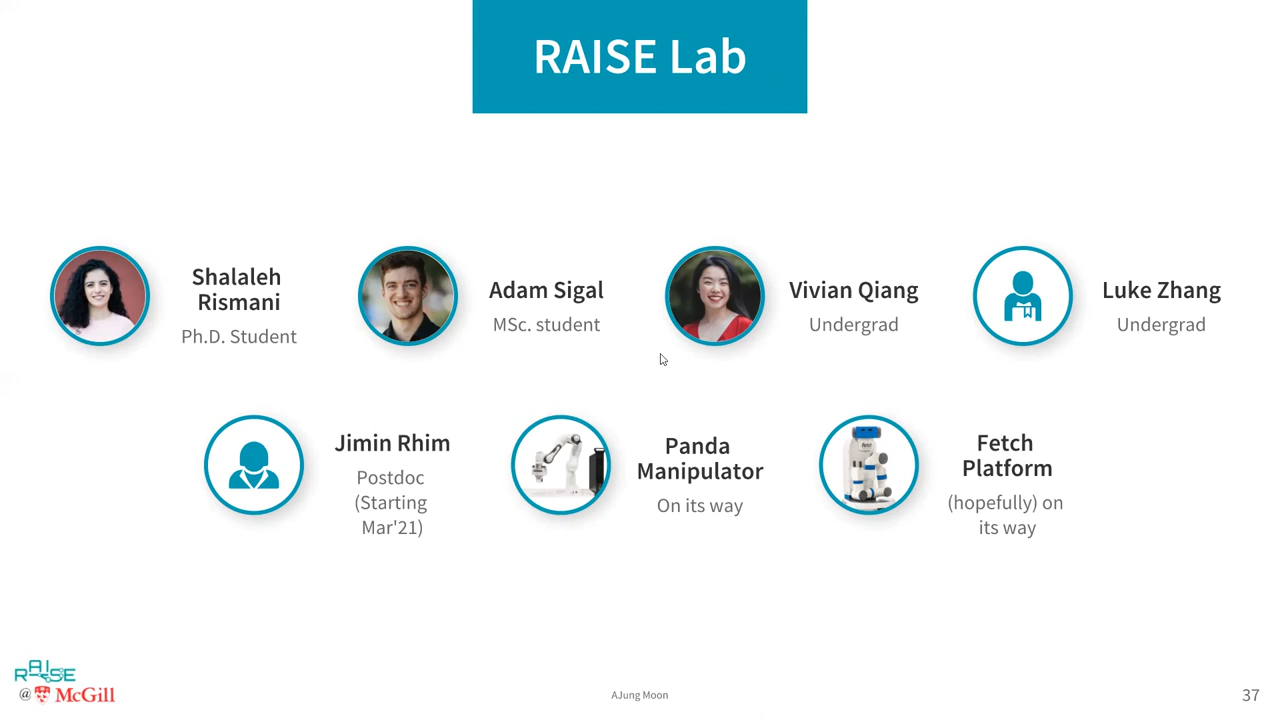 RAISE Lab
Shalaleh
Rismani
Ph.D. Student
Adam Sigal
MSc. student
Vivian Qiang
Undergrad
Luke Zhang
Undergrad
Jimin Rhim
Postdoc
(Starting
Mar'21)
Panda
Manipulator
On its way
Fetch
Platform
(hopefully) on
its way
RAISE
@ McGill
AJung Moon
37